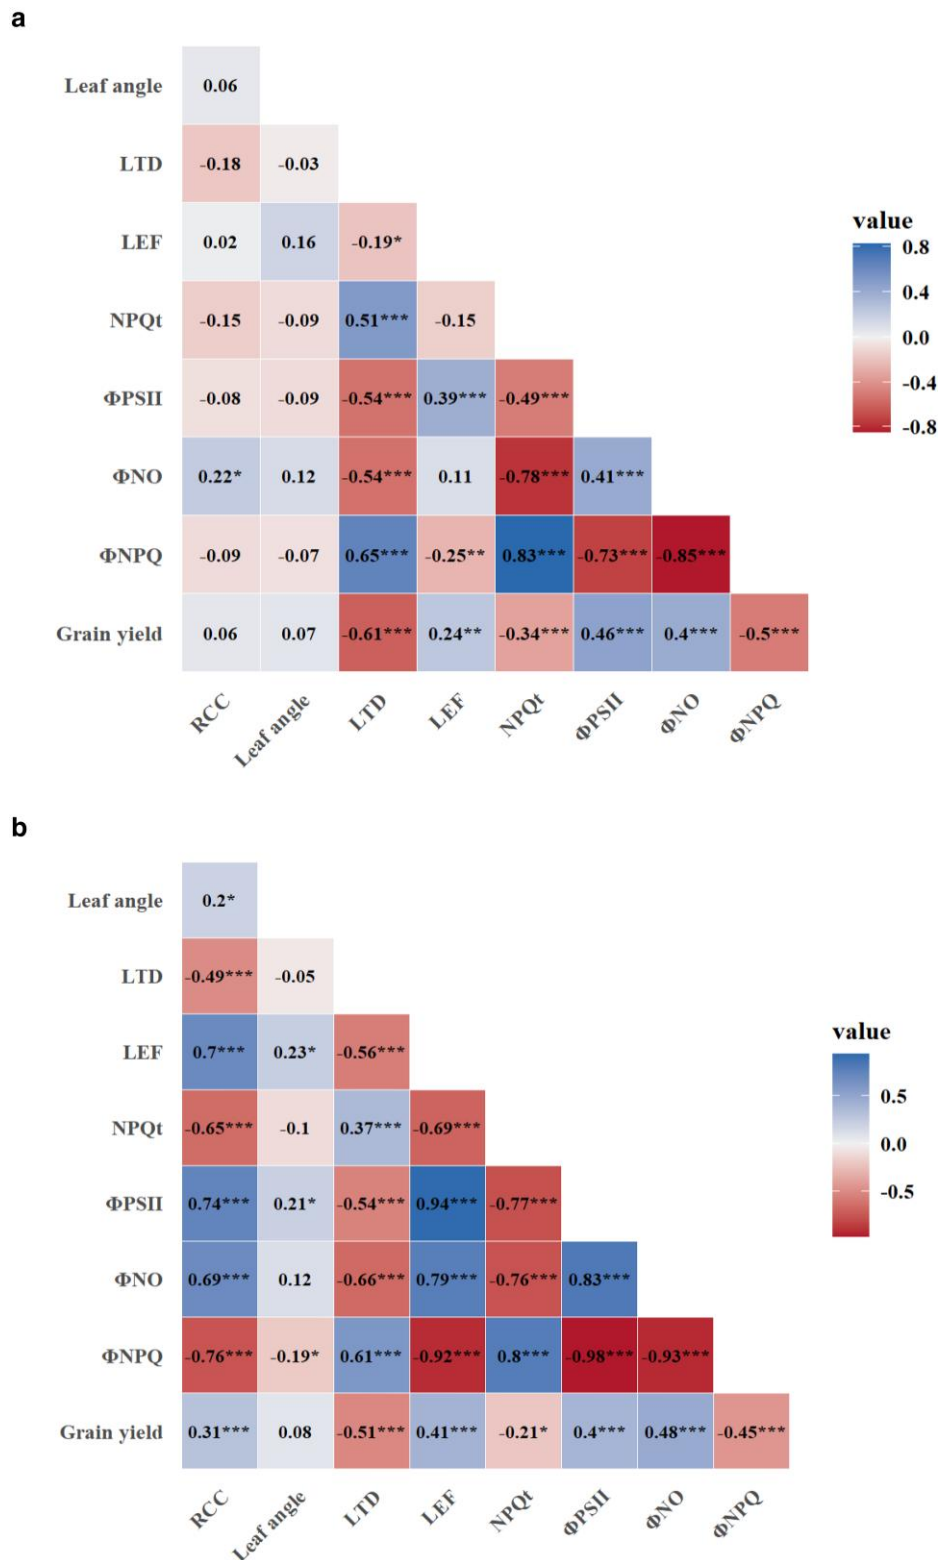 a
Leaf angle 0.06
LTD -0.18 -0.03
LEF 0.02 0.16 -0.19*
NPQt -0.15 -0.09 0.51*** -0.15
ΦPSII -0.08 -0.09 -0.54*** 0.39*** -0.49***
ΦNO 0.22* 0.12 -0.54*** 0.11 -0.78*** 0.41***
ΦNPQ -0.09 -0.07 0.65*** -0.25** 0.83*** -0.73*** -0.85***
Grain yield 0.06 0.07 -0.61*** 0.24** -0.34*** 0.46*** 0.4*** -0.5***
RCC Leaf angle LTD LEF NPQt ΦPSII ΦNO ΦNPQ
value
0.8
0.4
0.0
-0.4
-0.8
b
Leaf angle 0.2*
LTD -0.49*** -0.05
LEF 0.7*** 0.23* -0.56***
NPQt -0.65*** -0.1 0.37*** -0.69***
ΦPSII 0.74*** 0.21* -0.54*** 0.94*** -0.77***
ΦNO 0.69*** 0.12 -0.66*** 0.79*** -0.76*** 0.83***
ΦNPQ -0.76*** -0.19* 0.61*** -0.92*** 0.8*** -0.98*** -0.93***
Grain yield 0.31*** 0.08 -0.51*** 0.41*** -0.21* 0.4*** 0.48*** -0.45***
RCC Leaf angle LTD LEF NPQt ΦPSII ΦNO ΦNPQ
value
0.5
0.0
-0.5